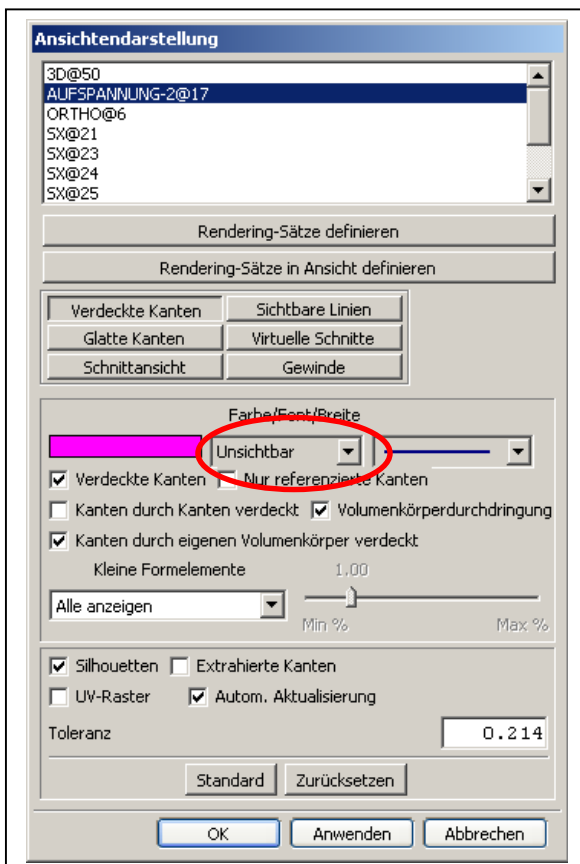 Ansichtendarstellung
3D@50
AUFSPANNUNG-2@17
ORTHO@6
SX@21
SX@23
SX@24
SX@25
Rendering-Sätze definieren
Rendering-Sätze in Ansicht definieren
Verdeckte Kanten Sichtbare Linien
Glatte Kanten Virtuelle Schnitte
Schnittansicht Gewinde
Farbe/Font/Breite
Unsichtbar
Verdeckte Kanten Nur referenzierte Kanten
Kanten durch Kanten verdeckt Volumenkörperdurchdringung
Kanten durch eigenen Volumenkörper verdeckt
Kleine Formelemente 1.00
Alle anzeigen
Min % Max %
Silhouetten Extrahierte Kanten
UV-Raster Autom. Aktualisierung
Toleranz 0.214
Standard Zurücksetzen
OK Anwenden Abbrechen